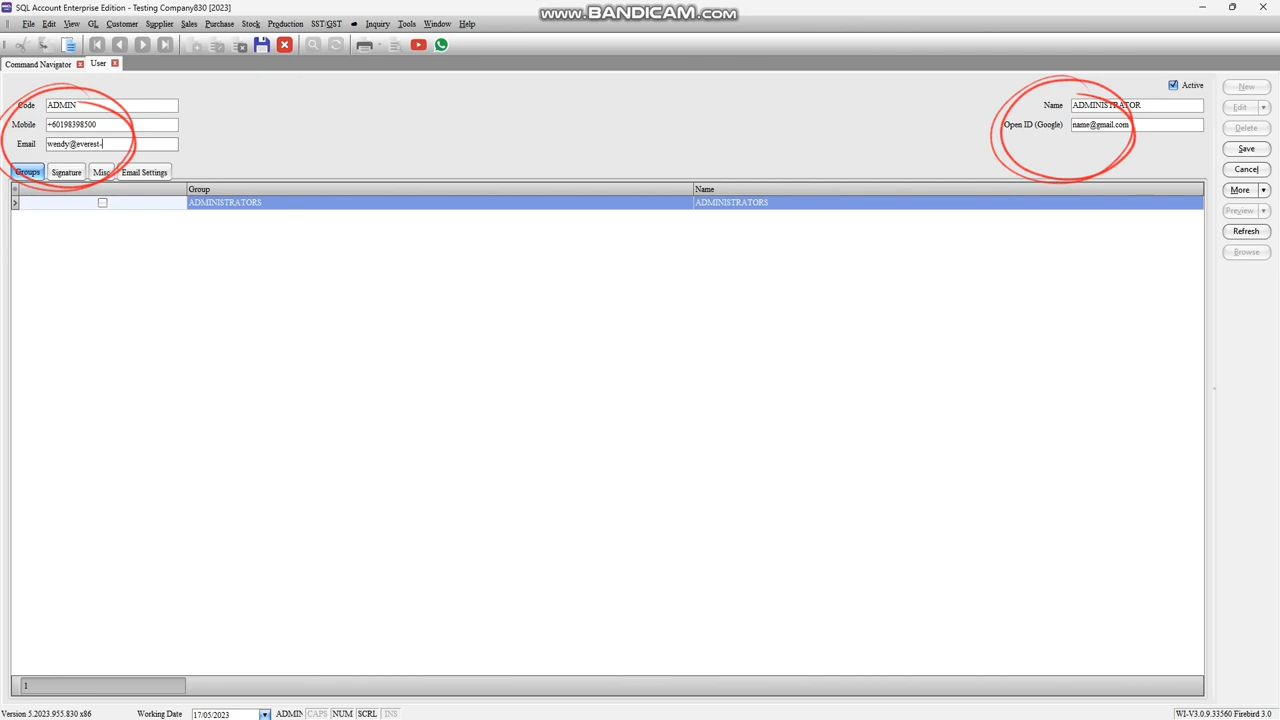 SQL Account Enterprise Edition - Testing Company830 [2023]
www.BANDICAM.com
File Edit View GL Customer Supplier Sales Purchase Stock Production SST/GST Inquiry Tools Window Help
Command Navigator User
Active
Code ADMIN
Name ADMINISTRATOR
Mobile +60198398500
Open ID (Google) name@gmail.com
Email wendy@everest-
Groups Signature Misc Email Settings
Group Name
ADMINISTRATORS ADMINISTRATORS
New
Edit
Delete
Save
Cancel
More
Preview
Refresh
Browse
1
Version 5.2023.955.830 x86 Working Date 17/05/2023 ADMIN CAPS NUM SCRL INS WI-V3.0.9.33560 Firebird 3.0